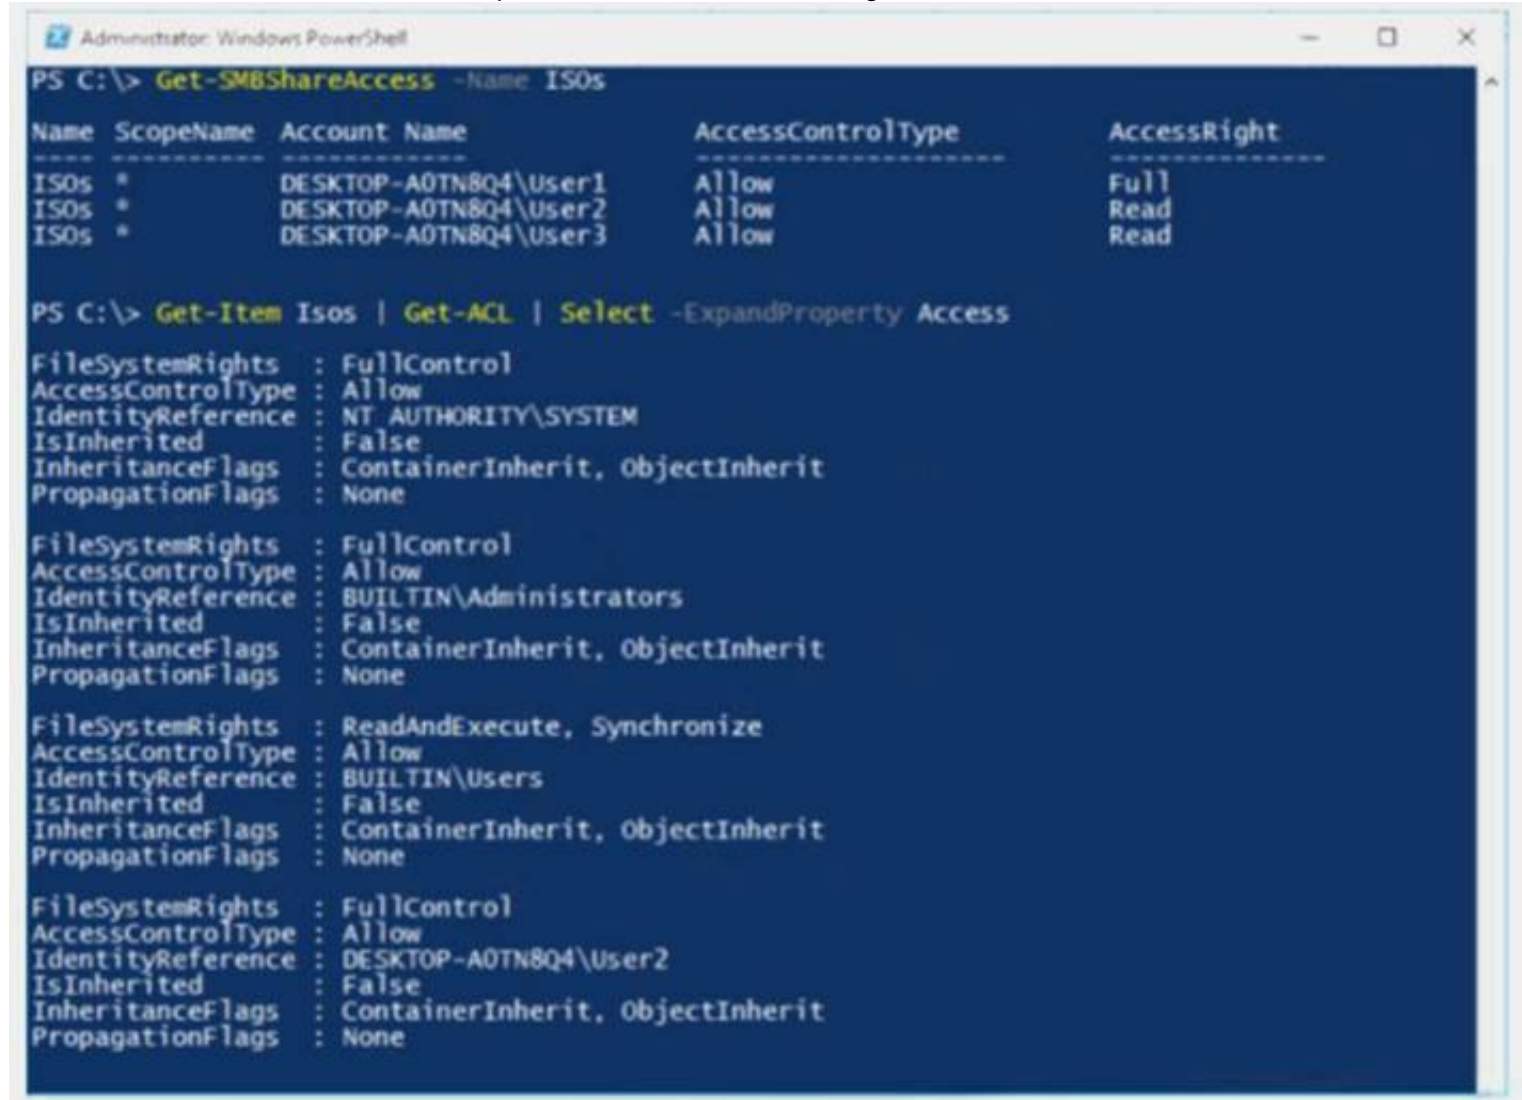 Administrator: Windows PowerShell
PS C:\> Get-SMBShareAccess -Name ISOs
Name ScopeName Account Name AccessControlType AccessRight
---- --------- ------------ ----------------- -----------
ISOs * DESKTOP-A0TN8Q4\User1 Allow Full
ISOs * DESKTOP-A0TN8Q4\User2 Allow Read
ISOs * DESKTOP-A0TN8Q4\User3 Allow Read
PS C:\> Get-Item Isos | Get-ACL | Select -ExpandProperty Access
FileSystemRights : FullControl
AccessControlType : Allow
IdentityReference : NT AUTHORITY\SYSTEM
IsInherited : False
InheritanceFlags : ContainerInherit, ObjectInherit
PropagationFlags : None
FileSystemRights : FullControl
AccessControlType : Allow
IdentityReference : BUILTIN\Administrators
IsInherited : False
InheritanceFlags : ContainerInherit, ObjectInherit
PropagationFlags : None
FileSystemRights : ReadAndExecute, Synchronize
AccessControlType : Allow
IdentityReference : BUILTIN\Users
IsInherited : False
InheritanceFlags : ContainerInherit, ObjectInherit
PropagationFlags : None
FileSystemRights : FullControl
AccessControlType : Allow
IdentityReference : DESKTOP-A0TN8Q4\User2
IsInherited : False
InheritanceFlags : ContainerInherit, ObjectInherit
PropagationFlags : None